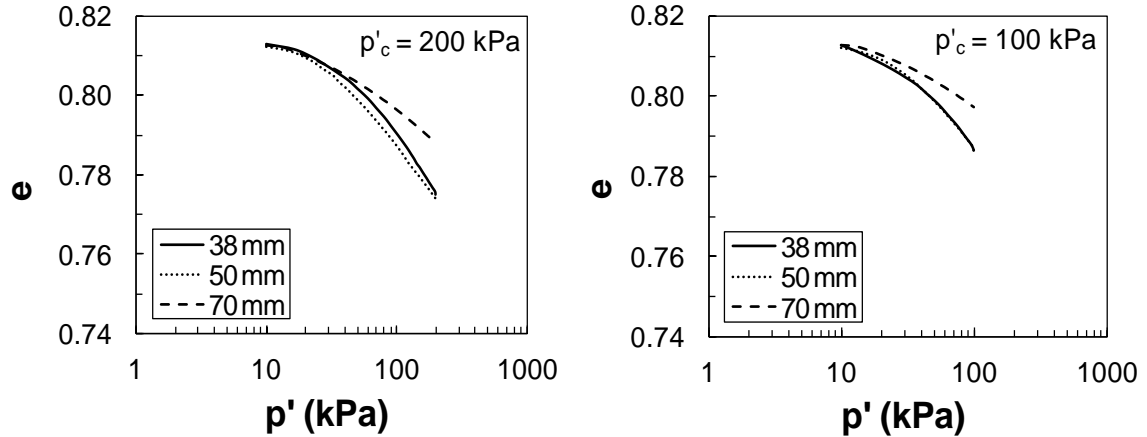 0.82
0.80
0.78
0.76
0.74
e
p'c = 200 kPa
38 mm
50 mm
70 mm
1 10 100 1000
p' (kPa)
0.82
0.80
0.78
0.76
0.74
e
p'c = 100 kPa
38 mm
50 mm
70 mm
1 10 100 1000
p' (kPa)